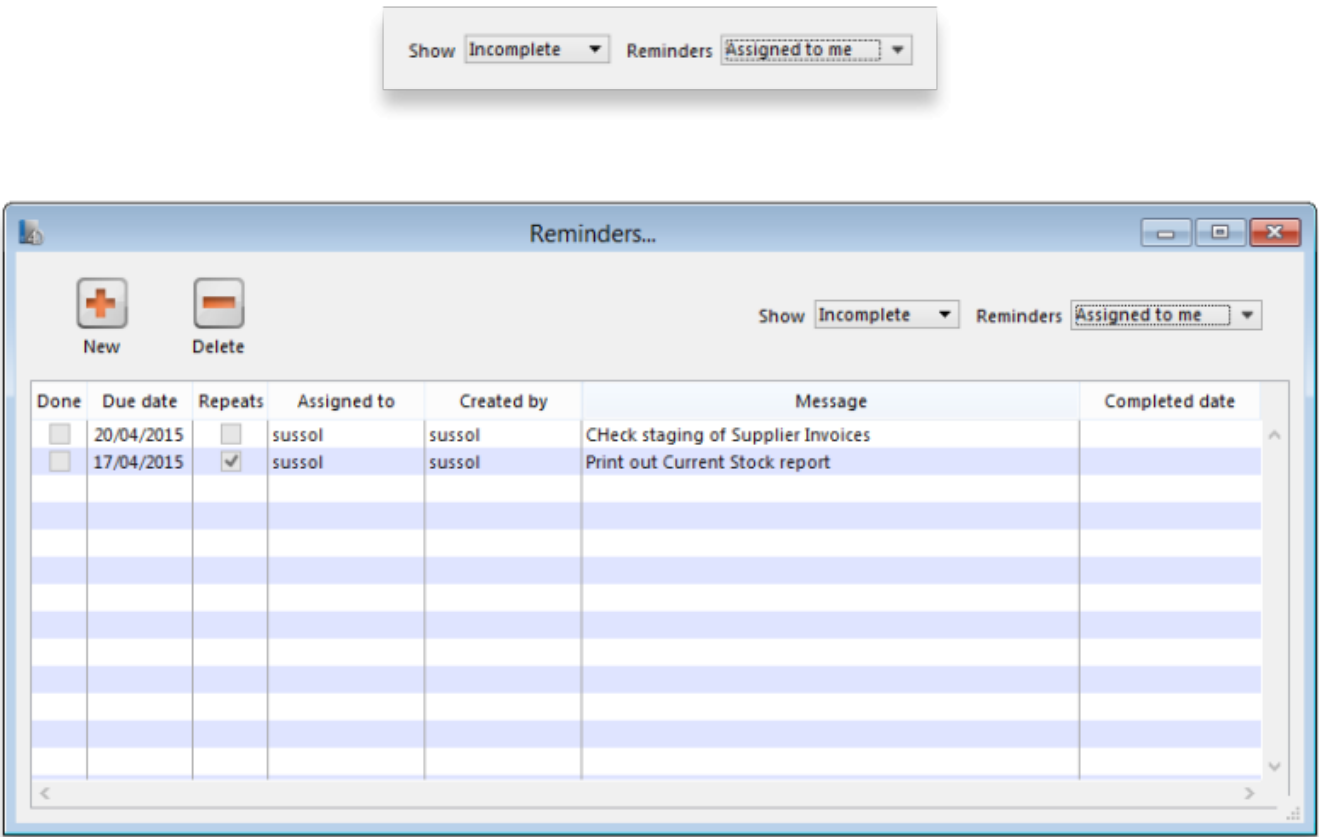 Show Incomplete Reminders Assigned to me
Reminders...
Show Incomplete Reminders Assigned to me
New Delete
Done Due date Repeats Assigned to Created by Message Completed date
20/04/2015 sussol sussol CHeck staging of Supplier Invoices
17/04/2015 sussol sussol Print out Current Stock report